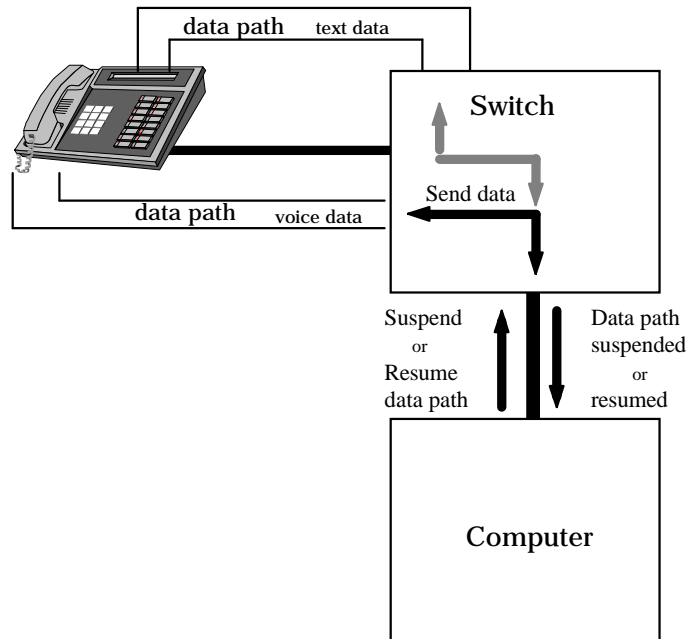 data path text data
Switch
Send data
data path voice data
Suspend
or
Resume
data path
Data path
suspended
or
resumed
Computer